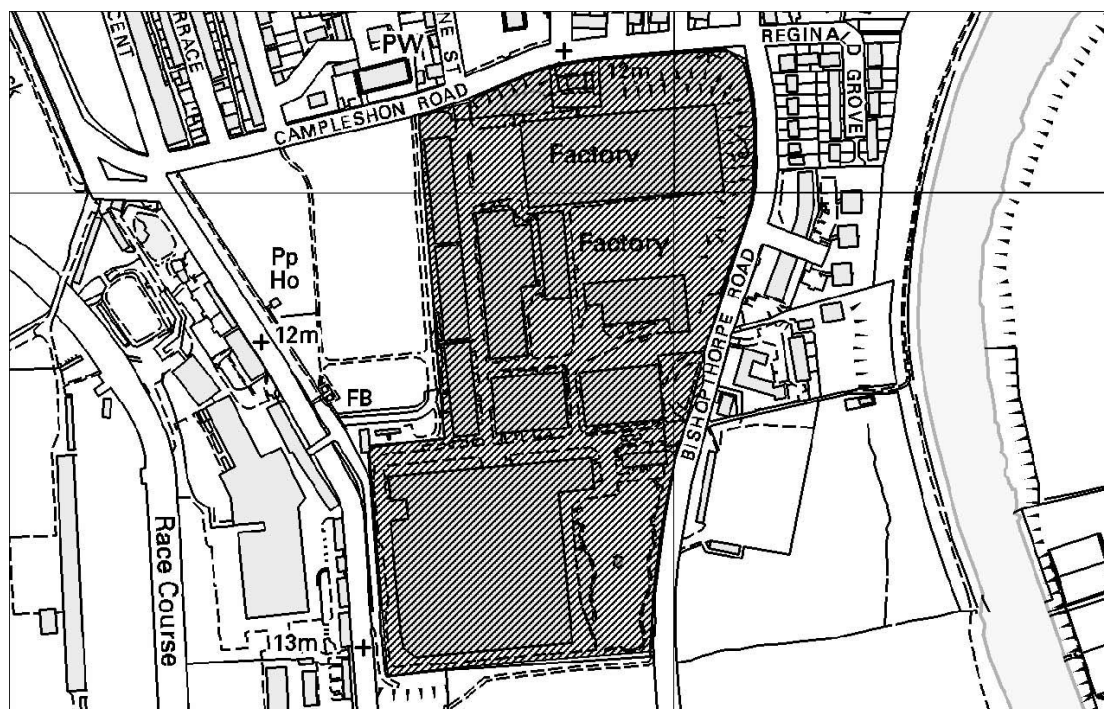 CENT
RRACE
PW
NE ST
12m
REGINA
D GROVE
CAMPLESHON ROAD
Factory
Factory
Pp
Ho
12m
BISHOPTHORPE ROAD
FB
Race Course
13m